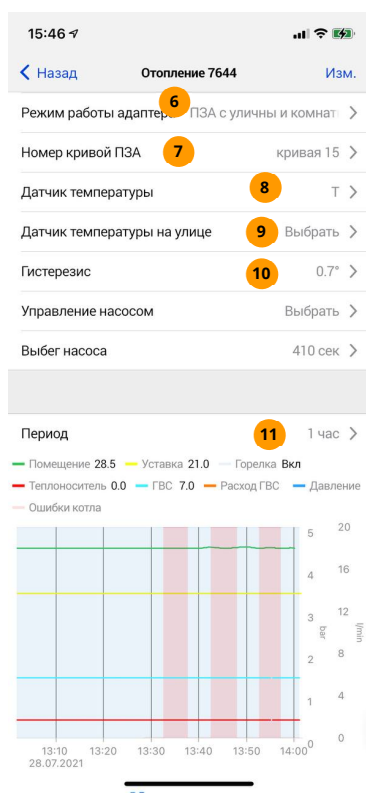 15:46
Назад Отопление 7644 Изм.
6
Режим работы адаптера ПЗА с уличны и комнат
Номер кривой ПЗА 7 кривая 15
Датчик температуры 8 T
Датчик температуры на улице 9 Выбрать
Гистерезис 10 0.7°
Управление насосом Выбрать
Выбег насоса 410 сек
Период 11 1 час
Помещение 28.5 Уставка 21.0 Горелка Вкл
Теплоноситель 0.0 ГВС 7.0 Расход ГВС Давление
Ошибки котла
5 20
4 16
3 12
bar l/min
2 8
1 4
0 0
13:10 13:20 13:30 13:40 13:50 14:00
28.07.2021